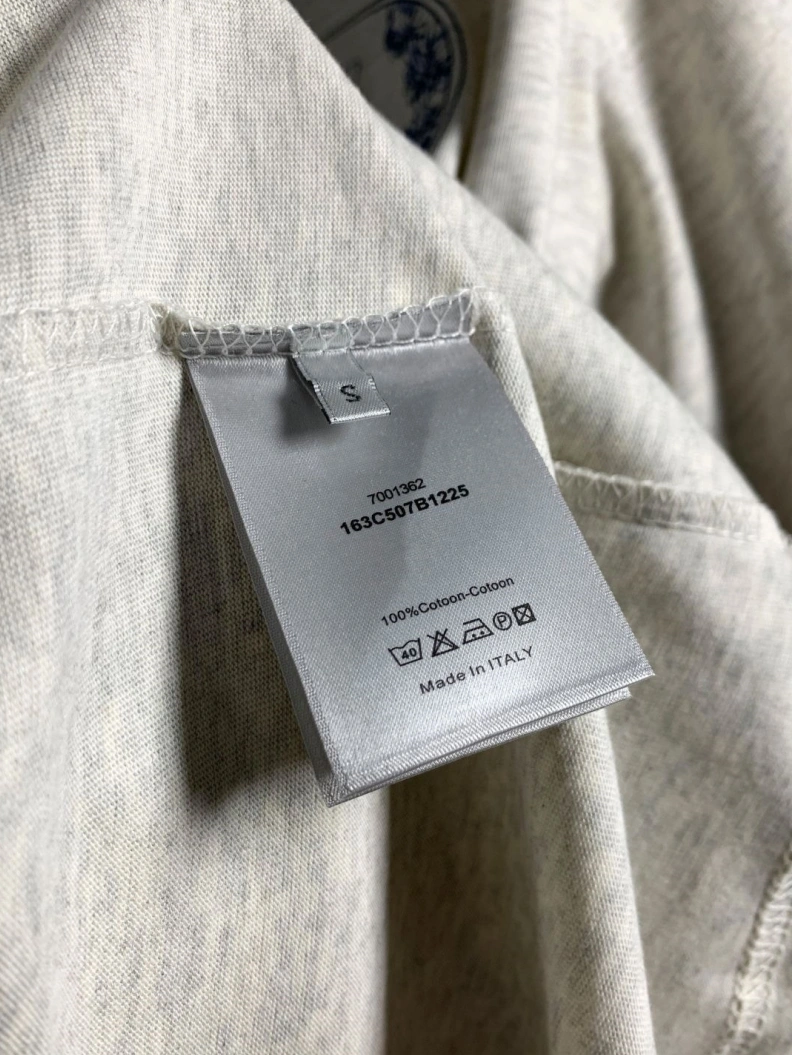 S
7001362
163C507B1225
100%Cotoon-Cotoon
40 P
Made In ITALY